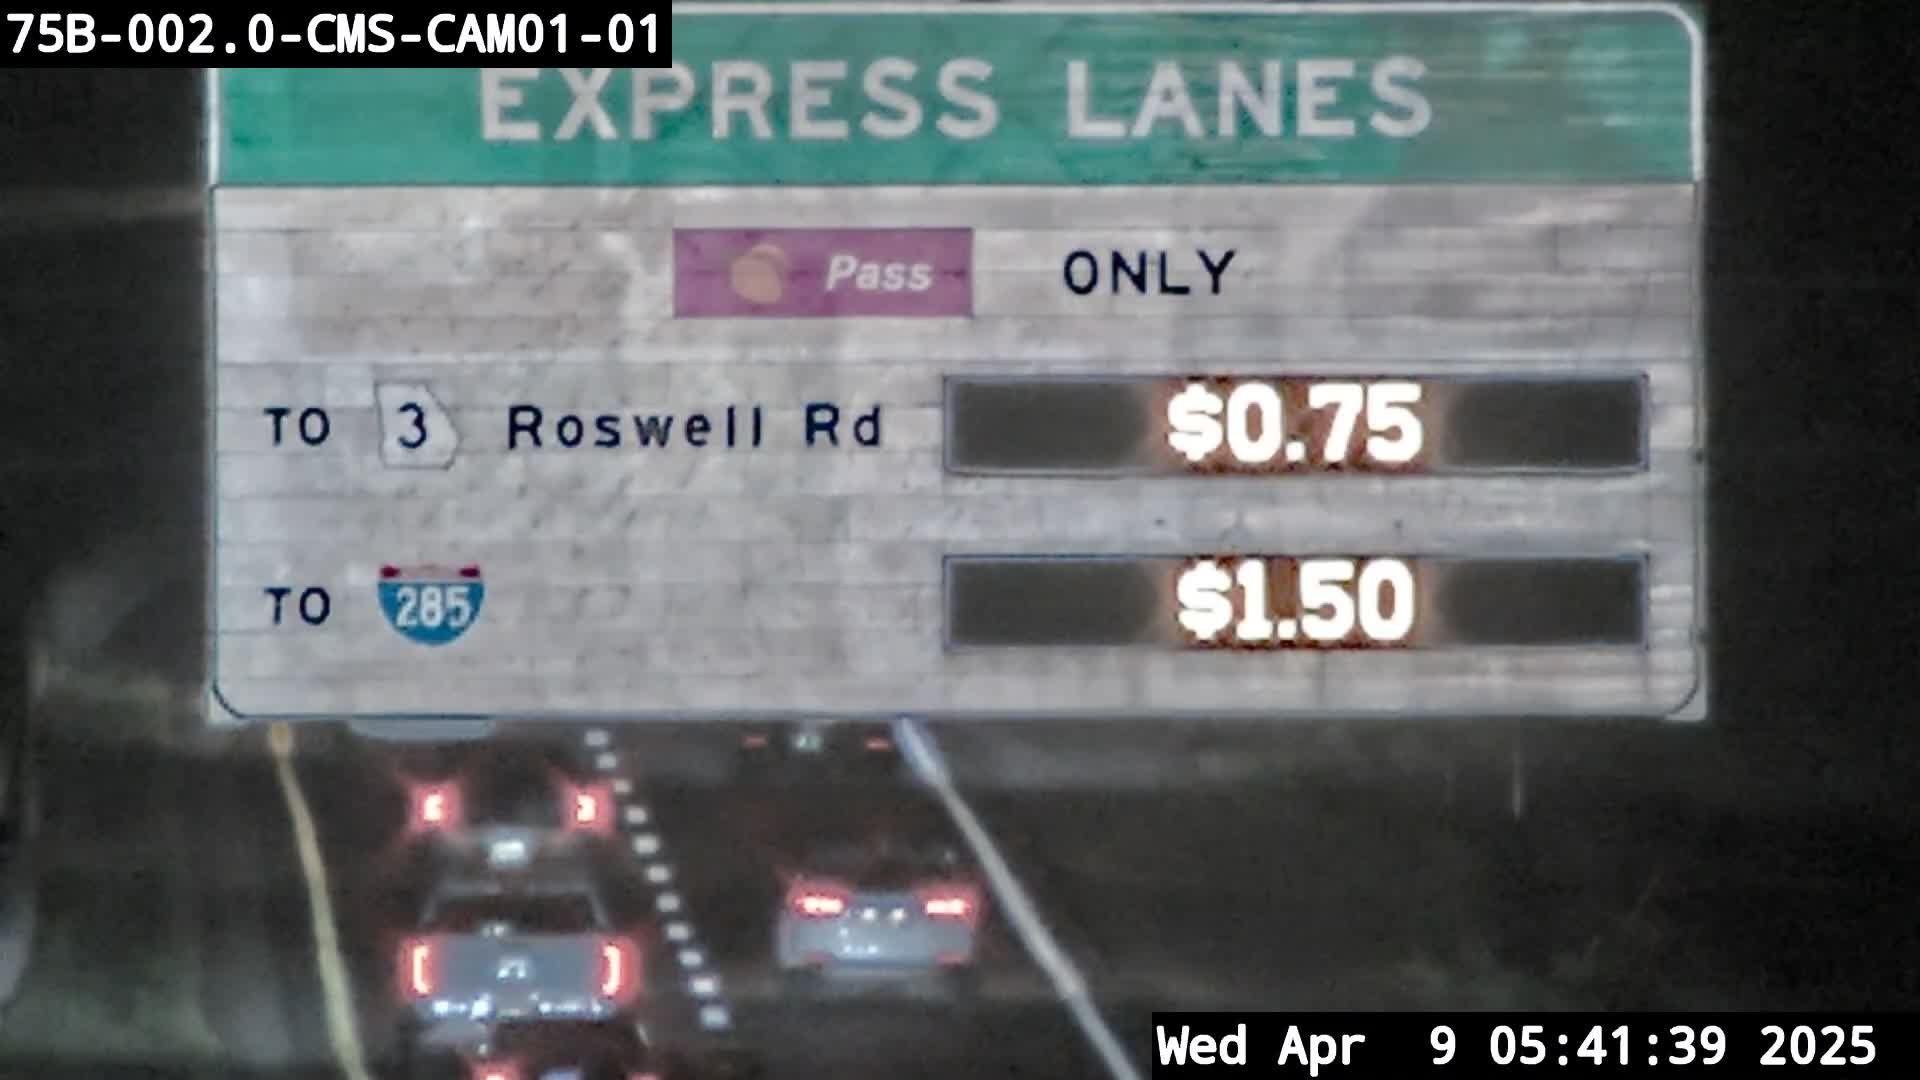 75B-002.0-CMS-CAM01-01
EXPRESS LANES
Pass ONLY
TO 3 Roswell Rd $0.75
TO 285 $1.50
Wed Apr 9 05:41:39 2025